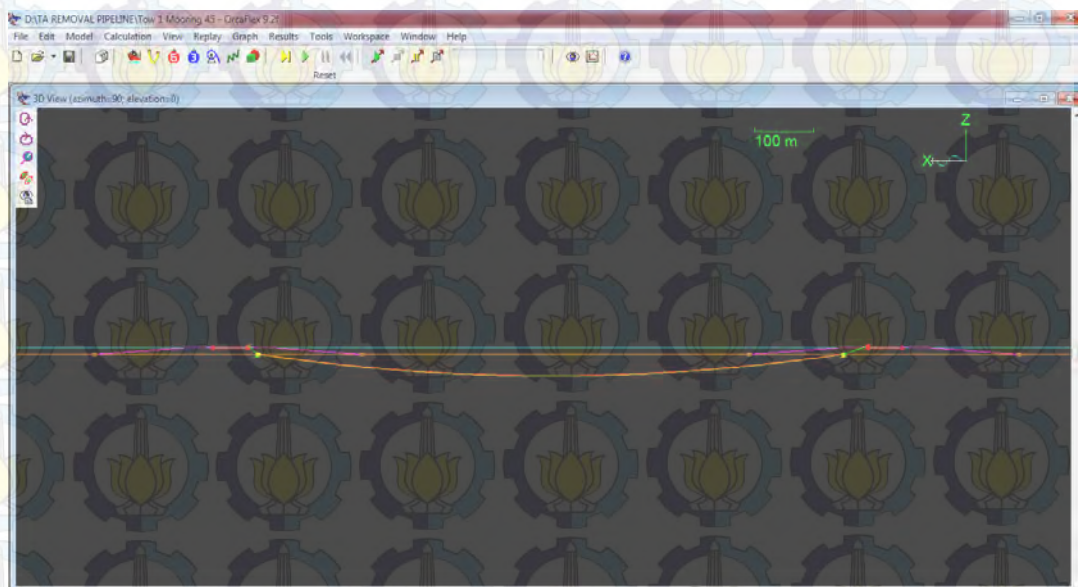 D:\TA REMOVAL PIPELINE\Tow 1 Mooring 45 - OrcaFlex 9.2f
File Edit Model Calculation View Replay Graph Results Tools Workspace Window Help
Reset
3D View (azimuth=90; elevation=0)
100 m
Z
X